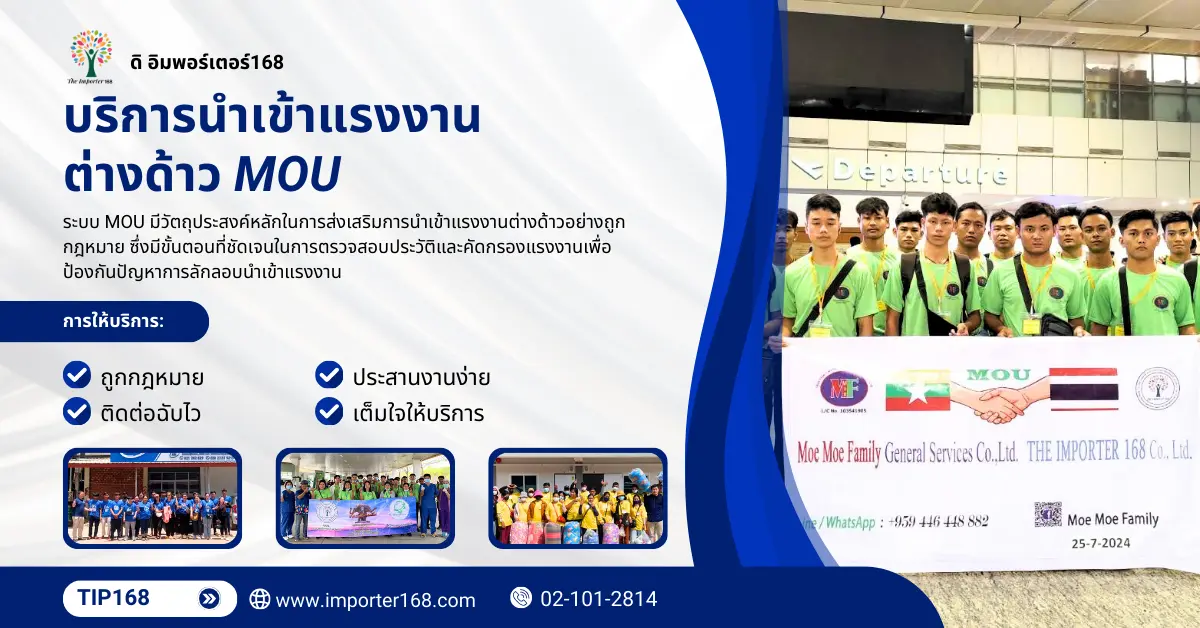 The Importer 168
ดิ อิมพอร์เตอร์168
บริการนำเข้าแรงงาน
ต่างด้าว MOU
ระบบ MOU มีวัตถุประสงค์หลักในการส่งเสริมการนำเข้าแรงงานต่างด้าวอย่างถูก
กฎหมาย ซึ่งมีขั้นตอนที่ชัดเจนในการตรวจสอบประวัติและคัดกรองแรงงานเพื่อ
ป้องกันปัญหาการลักลอบนำเข้าแรงงาน
การให้บริการ:
ถูกกฎหมาย
ประสานงานง่าย
ติดต่อฉับไว
เต็มใจให้บริการ
TIP168
www.importer168.com
02-101-2814
Departure
MF
L/C No 103541905
MOU
Moe Moe Family General Services Co.,Ltd. THE IMPORTER 168 Co., Ltd.
/ WhatsApp : +959 446 448 882
Moe Moe Family
25-7-2024